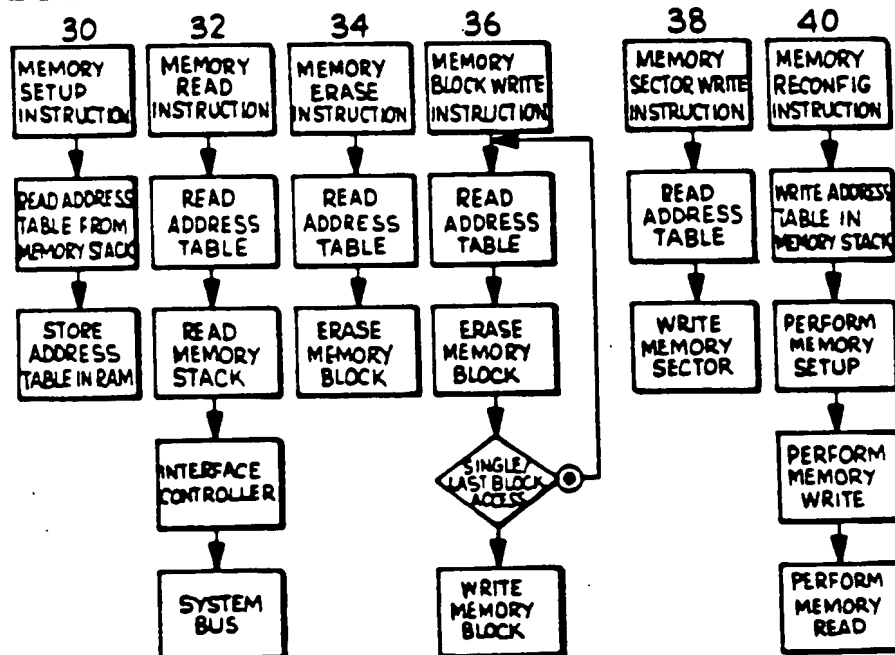 30
MEMORY
SETUP
INSTRUCTION
READ ADDRESS
TABLE FROM
MEMORY STACK
STORE
ADDRESS
TABLE IN RAM
32
MEMORY
READ
INSTRUCTION
READ
ADDRESS
TABLE
READ
MEMORY
STACK
INTERFACE
CONTROLLER
SYSTEM
BUS
34
MEMORY
ERASE
INSTRUCTION
READ
ADDRESS
TABLE
ERASE
MEMORY
BLOCK
36
MEMORY
BLOCK WRITE
INSTRUCTION
READ
ADDRESS
TABLE
ERASE
MEMORY
BLOCK
SINGLE/
LAST BLOCK
ACCESS
WRITE
MEMORY
BLOCK
38
MEMORY
SECTOR WRITE
INSTRUCTION
READ
ADDRESS
TABLE
WRITE
MEMORY
SECTOR
40
MEMORY
RECONFIG
INSTRUCTION
WRITE ADDRESS
TABLE IN
MEMORY STACK
PERFORM
MEMORY
SETUP
PERFORM
MEMORY
WRITE
PERFORM
MEMORY
READ